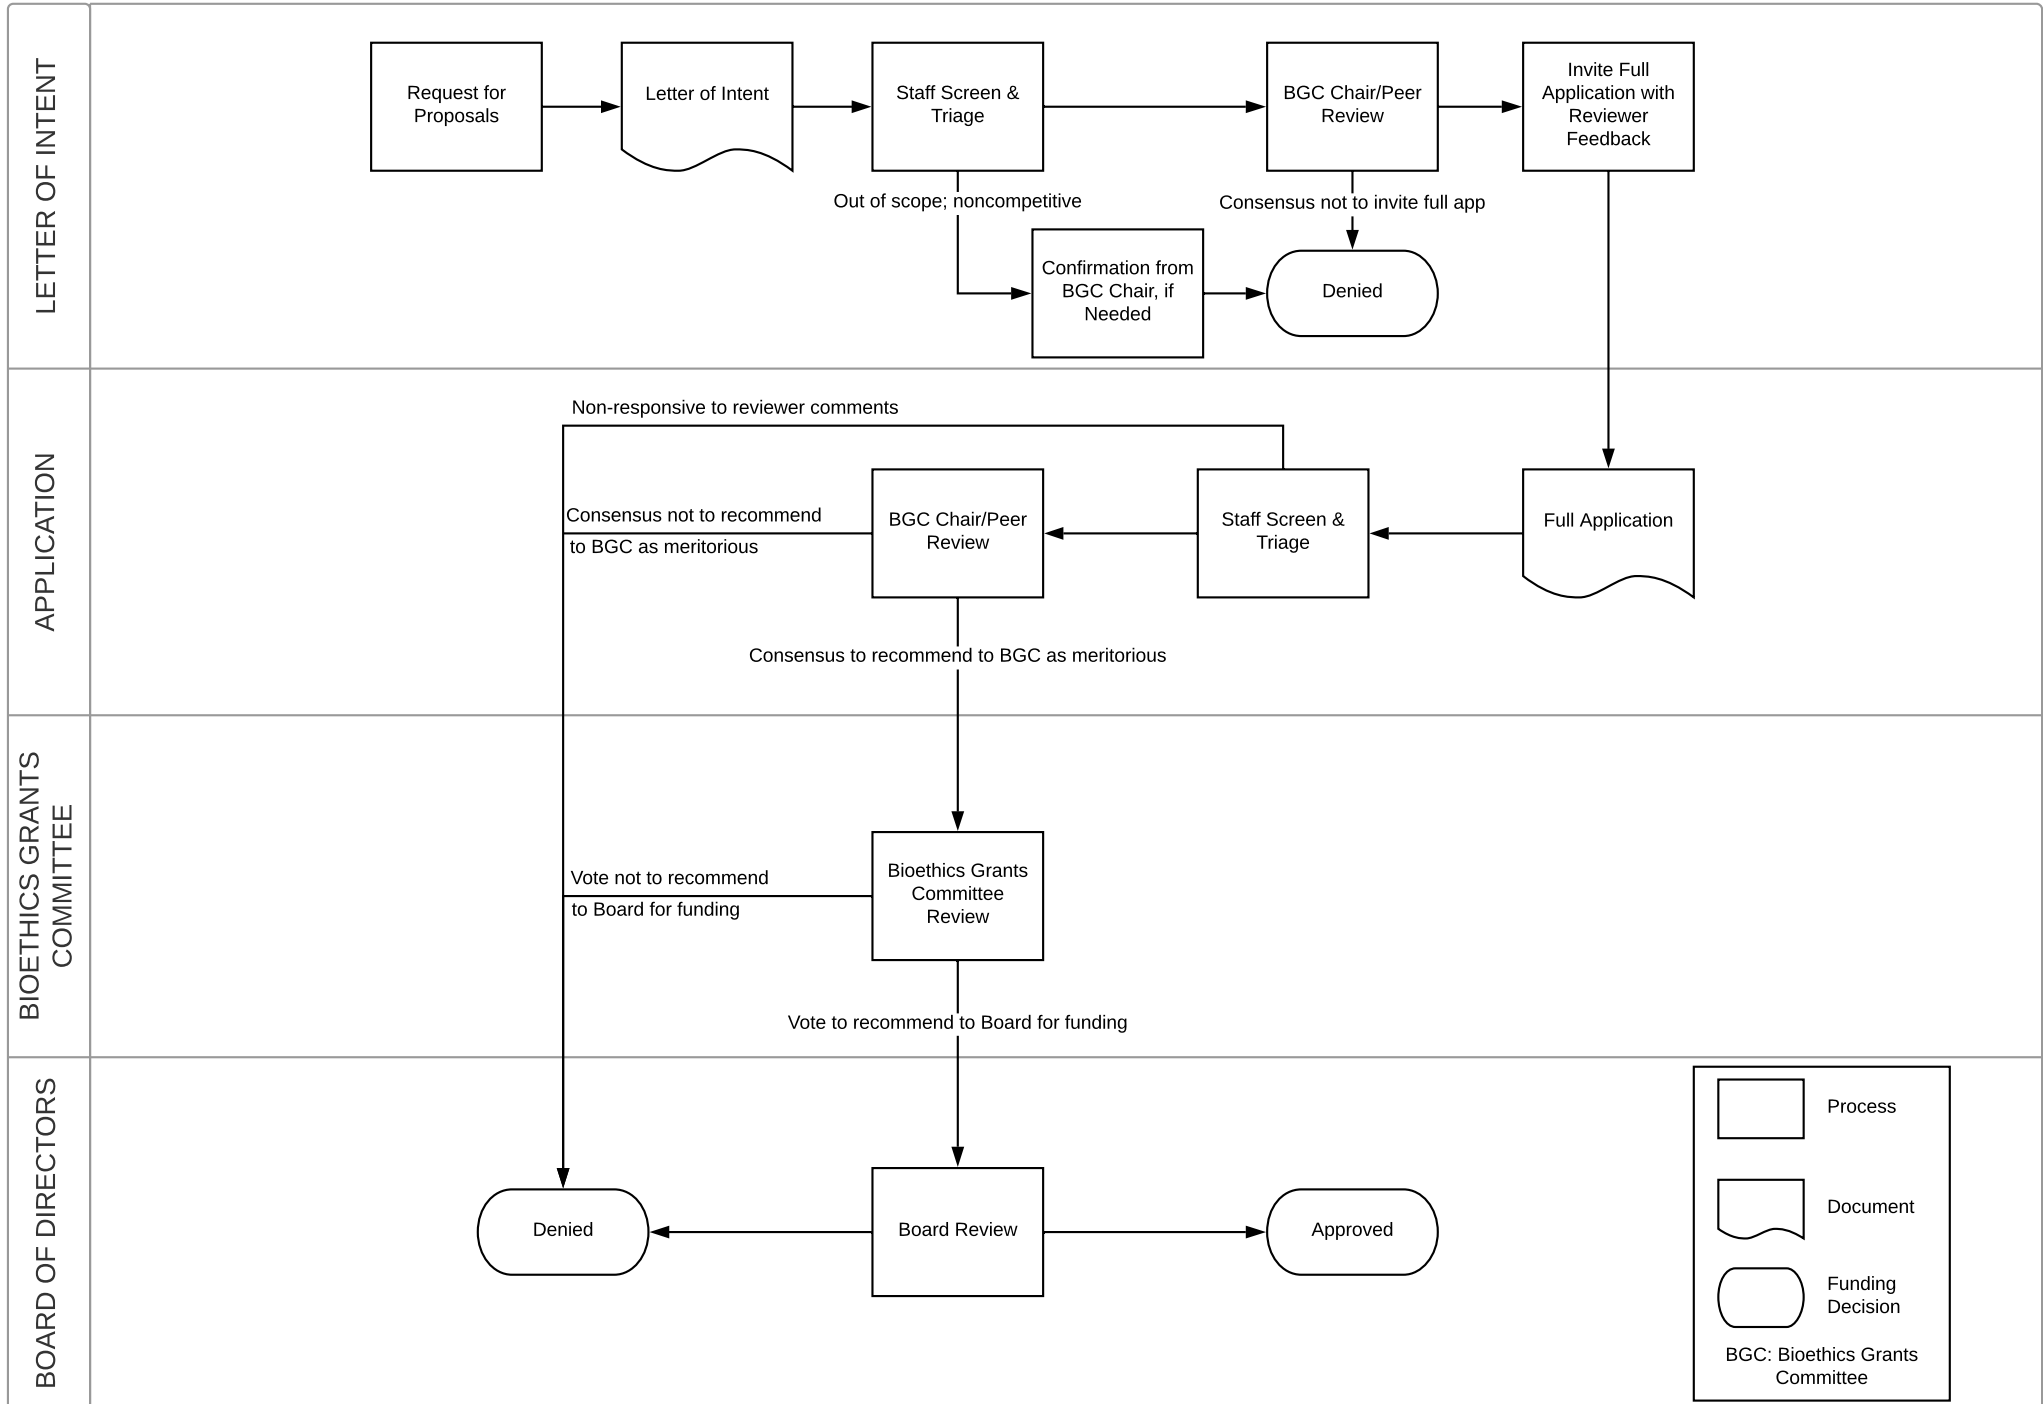 LETTER OF INTENT
Request for
Proposals
Letter of Intent
Staff Screen &
Triage
BGC Chair/Peer
Review
Invite Full
Application with
Reviewer
Feedback
Out of scope; noncompetitive
Consensus not to invite full app
Confirmation from
BGC Chair, if
Needed
Denied
APPLICATION
Non-responsive to reviewer comments
Consensus not to recommend
to BGC as meritorious
BGC Chair/Peer
Review
Staff Screen &
Triage
Full Application
Consensus to recommend to BGC as meritorious
BIOETHICS GRANTS
COMMITTEE
Vote not to recommend
to Board for funding
Bioethics Grants
Committee
Review
Vote to recommend to Board for funding
BOARD OF DIRECTORS
Denied
Board Review
Approved
Process
Document
Funding
Decision
BGC: Bioethics Grants
Committee